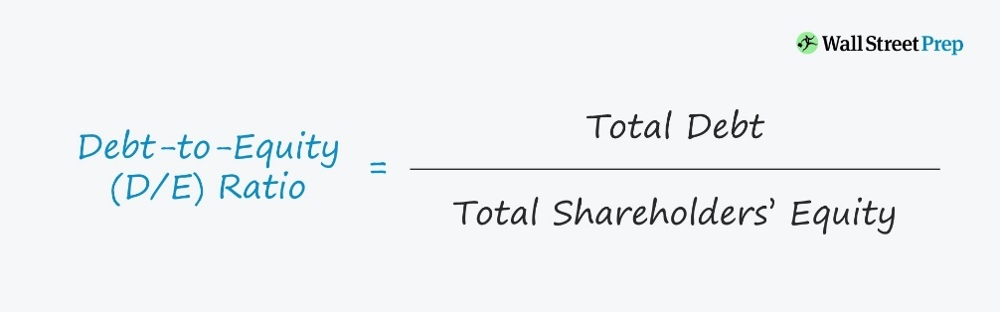 Wall Street Prep
Debt-to-Equity
(D/E) Ratio
=
Total Debt
Total Shareholders’ Equity